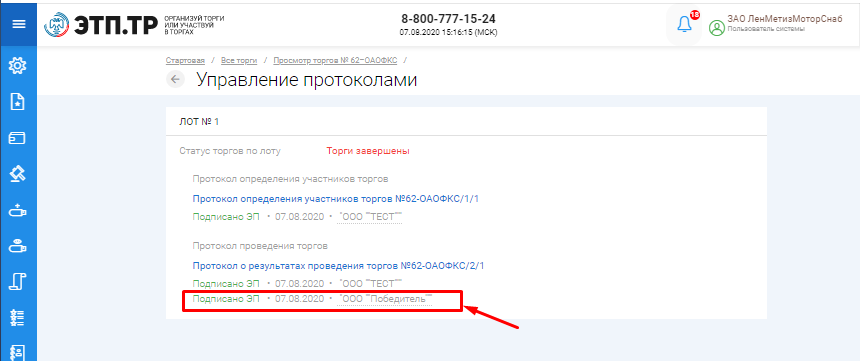 ЭТП.ТР
ОРГАНИЗУЙ ТОРГИ
ИЛИ УЧАСТВУЙ
В ТОРГАХ
8-800-777-15-24
07.08.2020 15:16:15 (МСК)
18
ЗАО ЛенМетизМоторСнаб
Пользователь системы
Стартовая / Все торги / Просмотр торгов № 62–ОАОФКС /
Управление протоколами
ЛОТ № 1
Статус торгов по лоту Торги завершены
Протокол определения участников торгов
Протокол определения участников торгов №62-ОАОФКС/1/1
Подписано ЭП • 07.08.2020 • "ООО ""ТЕСТ"""
Протокол проведения торгов
Протокол о результатах проведения торгов №62-ОАОФКС/2/1
Подписано ЭП • 07.08.2020 • "ООО ""ТЕСТ"""
Подписано ЭП • 07.08.2020 • "ООО ""Победитель"""